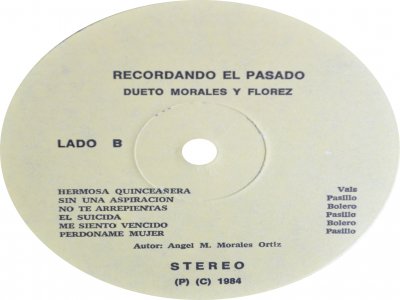 RECORDANDO EL PASADO
DUETO MORALES Y FLOREZ
LADO B
HERMOSA QUINCEAÑERA Vals
SIN UNA ASPIRACION Pasillo
NO TE ARREPIENTAS Bolero
EL SUICIDA Pasillo
ME SIENTO VENCIDO Bolero
PERDONAME MUJER Pasillo
Autor: Angel M. Morales Ortiz
STEREO
(P) (C) 1984